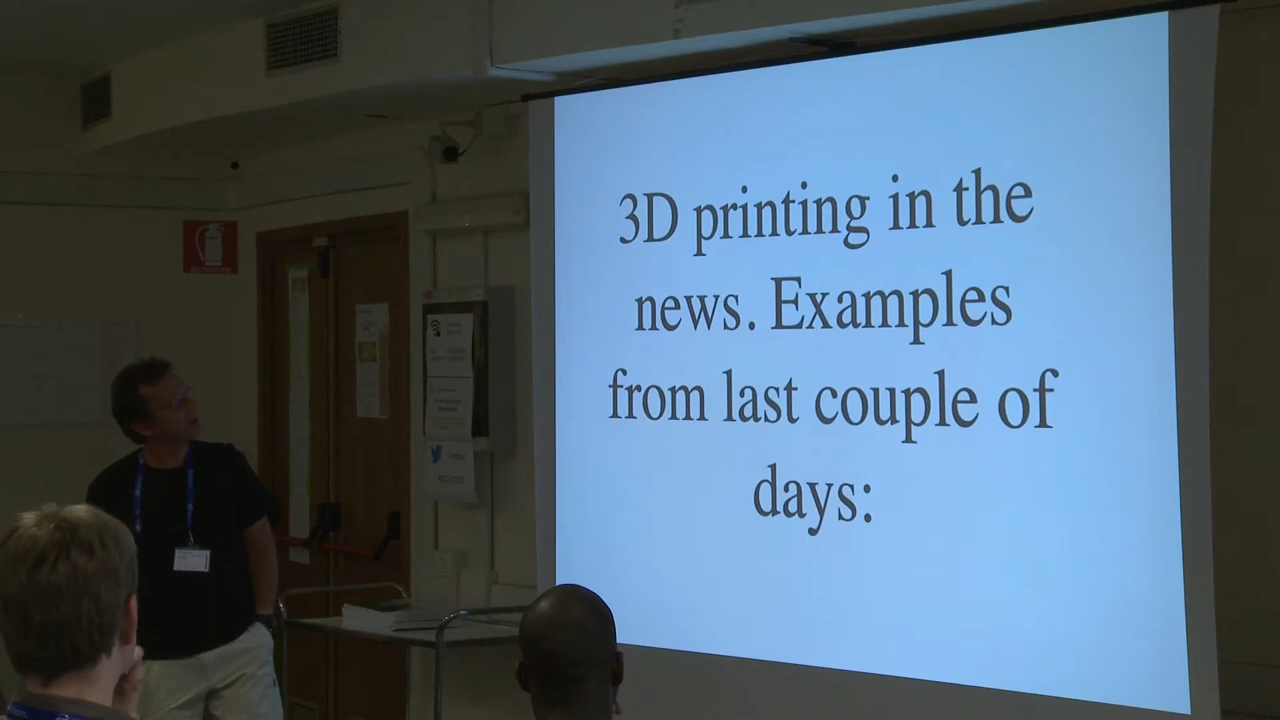 3D printing in the
news. Examples
from last couple of
days: